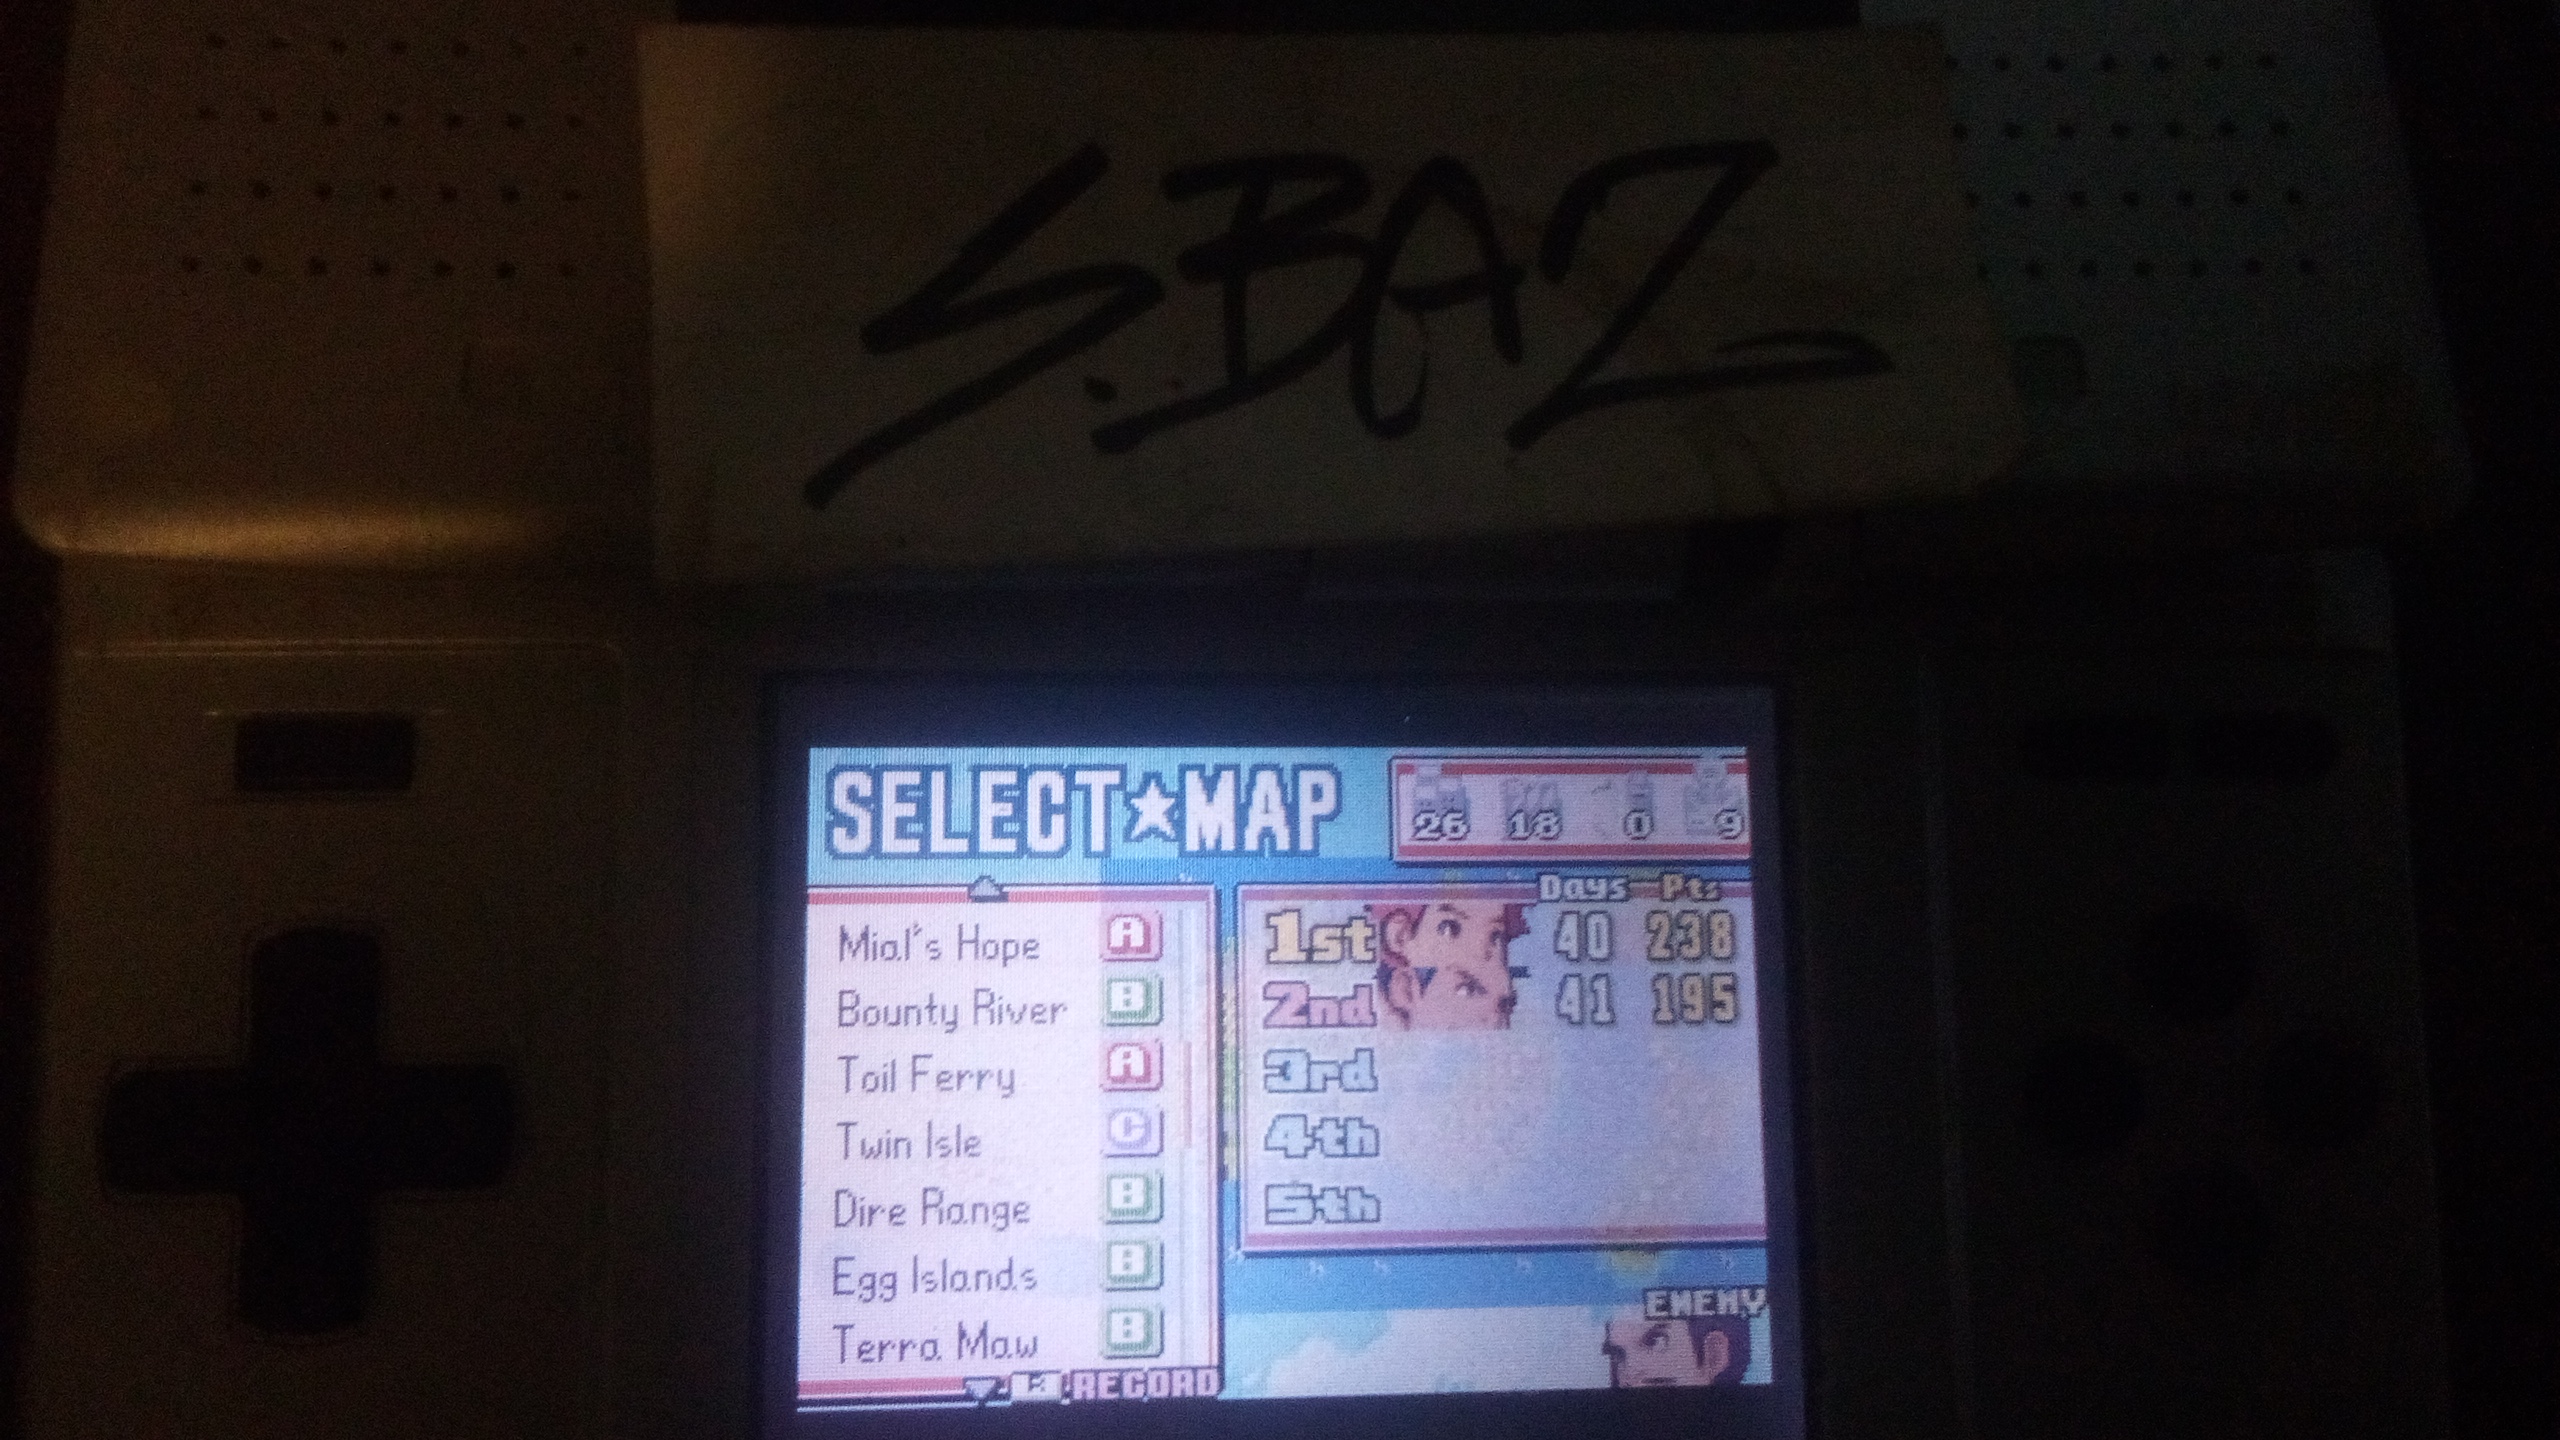 S.BAZ
SELECT★MAP
26 18 0 9
Days Pts
Mial's Hope A
Bounty River B
Toil Ferry A
Twin Isle C
Dire Range B
Egg Islands B
Terra Maw B
R:RECORD
1st 40 238
2nd 41 195
3rd
4th
5th
ENEMY